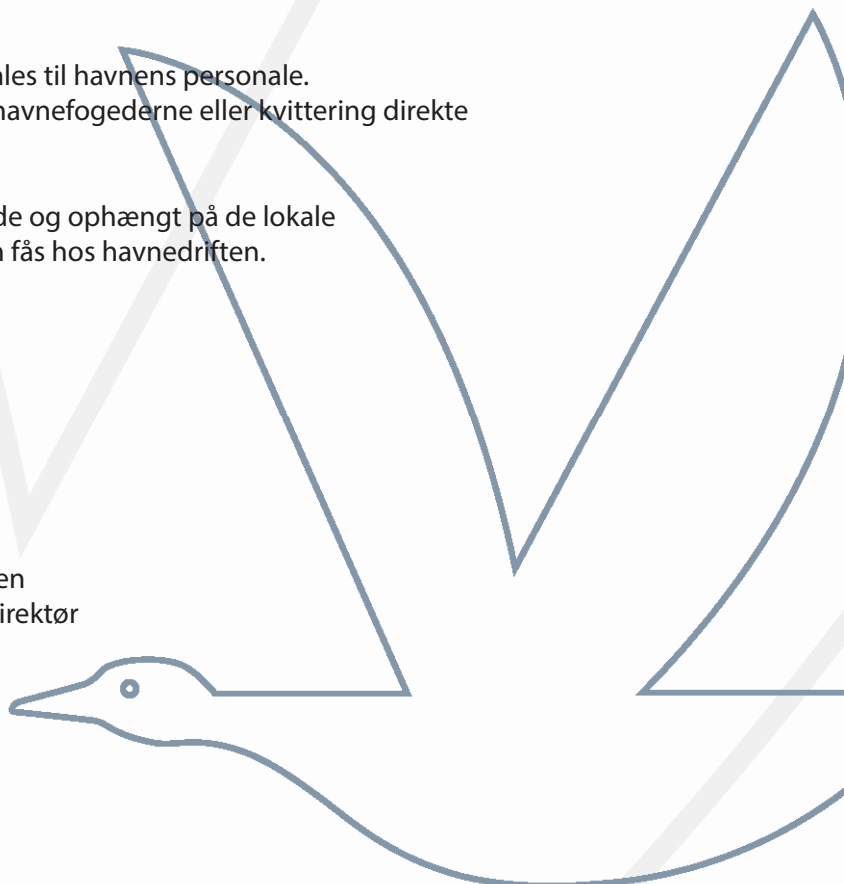 ales til havnens personale.
havnefogederne eller kvittering direkte
de og ophængt på de lokale
fås hos havnedriften.
en
irektør